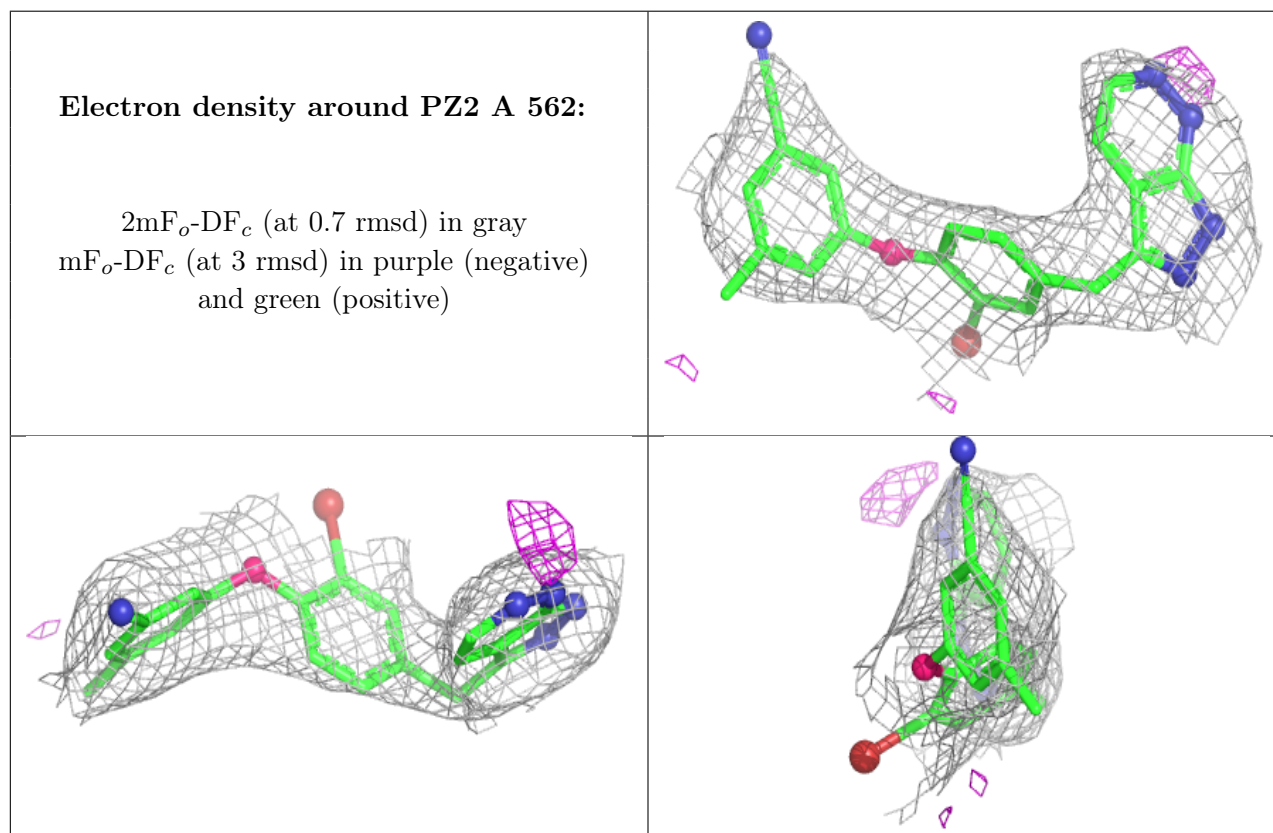 Electron density around PZ2 A 562:
2mFo-DFc (at 0.7 rmsd) in gray
mFo-DFc (at 3 rmsd) in purple (negative)
and green (positive)